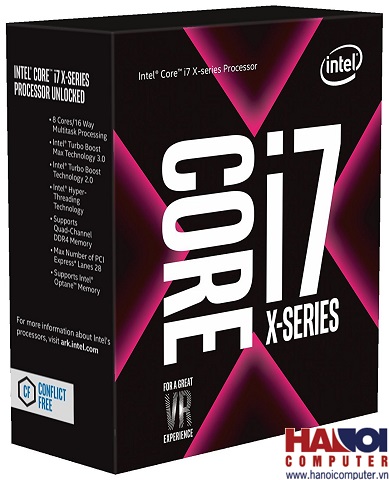 INTEL® CORE™ i7 X-SERIES
PROCESSOR UNLOCKED
• 8 Cores/16 Way
Multitask Processing
• Intel® Turbo Boost
Max Technology 3.0
• Intel® Turbo Boost
Technology 2.0
• Intel® Hyper-
Threading
Technology
• Supports
Quad-Channel
DDR4 Memory
• Max Number of PCI
Express® Lanes 28
• Supports Intel®
Optane™ Memory
For more information about Intel's
processors, visit ark.intel.com
CF
CONFLICT
FREE
Intel® Core™ i7 X-series Processor
intel
CORE
i7
X-SERIES
FOR A GREAT
VR
EXPERIENCE
HANOI
COMPUTER
www.hanoicomputer.vn